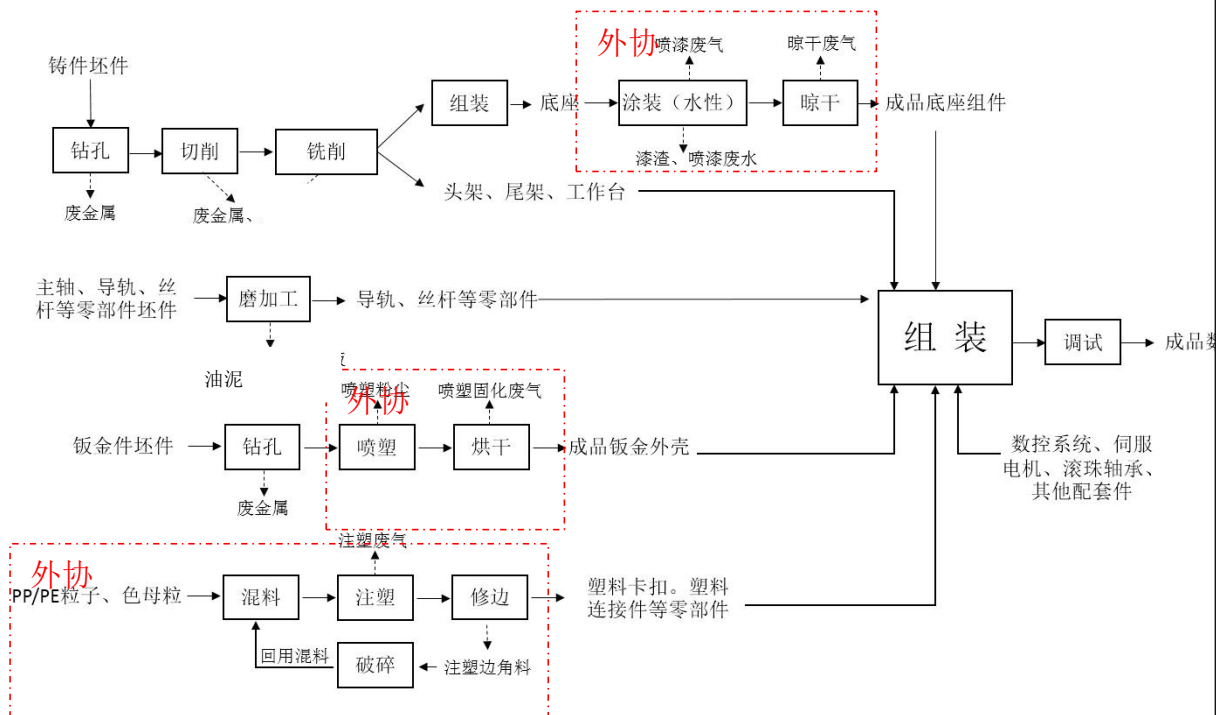 外协
喷漆废气
晾干废气
铸件坯件
组装
底座
涂装（水性）
晾干
成品底座组件
钻孔
切削
铣削
漆渣、喷漆废水
头架、尾架、工作台
废金属
废金属、
主轴、导轨、丝
杆等零部件坯件
磨加工
导轨、丝杆等零部件
组 装
调试
成品数
油泥
喷塑粉尘
外协
喷塑固化废气
钣金件坯件
钻孔
喷塑
烘干
成品钣金外壳
数控系统、伺服
电机、滚珠轴承、
其他配套件
废金属
注塑废气
外协
PP/PE粒子、色母粒
混料
注塑
修边
塑料卡扣。塑料
连接件等零部件
回用混料
破碎
注塑边角料